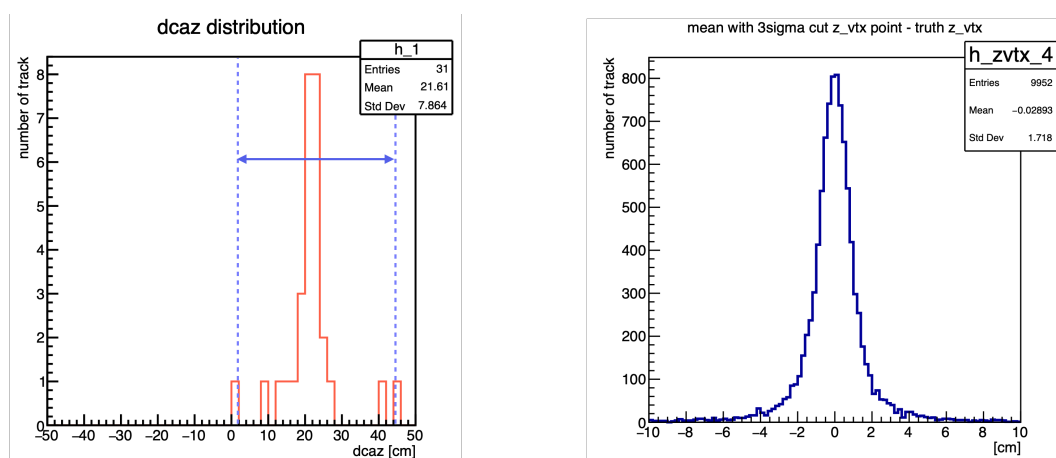 dcaz distribution
h_1
Entries 31
Mean 21.61
Std Dev 7.864
number of track
8
7
6
5
4
3
2
1
0
−50 −40 −30 −20 −10 0 10 20 30 40 50
dcaz [cm]
mean with 3sigma cut z_vtx point - truth z_vtx
h_zvtx_4
Entries 9952
Mean −0.02893
Std Dev 1.718
number of track
800
700
600
500
400
300
200
100
0
−10 −8 −6 −4 −2 0 2 4 6 8 10
[cm]